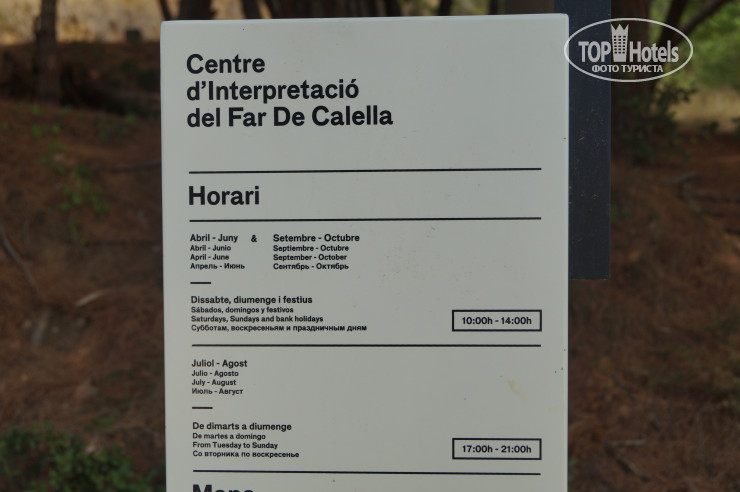 Centre
d'Interpretació
del Far De Calella
Horari
Abril - Juny & Setembre - Octubre
Abril - Junio Septiembre - Octubre
April - June September - October
Апрель - Июнь Сентябрь - Октябрь
Dissabte, diumenge i festius
Sábados, domingos y festivos
Saturdays, Sundays and bank holidays
Субботам, воскресеньям и праздничным дням
10:00h - 14:00h
Juliol - Agost
Julio - Agosto
July - August
Июль - Август
De dimarts a diumenge
De martes a domingo
From Tuesday to Sunday
Со вторника по воскресенье
17:00h - 21:00h
TOP Hotels
ФОТО ТУРИСТА